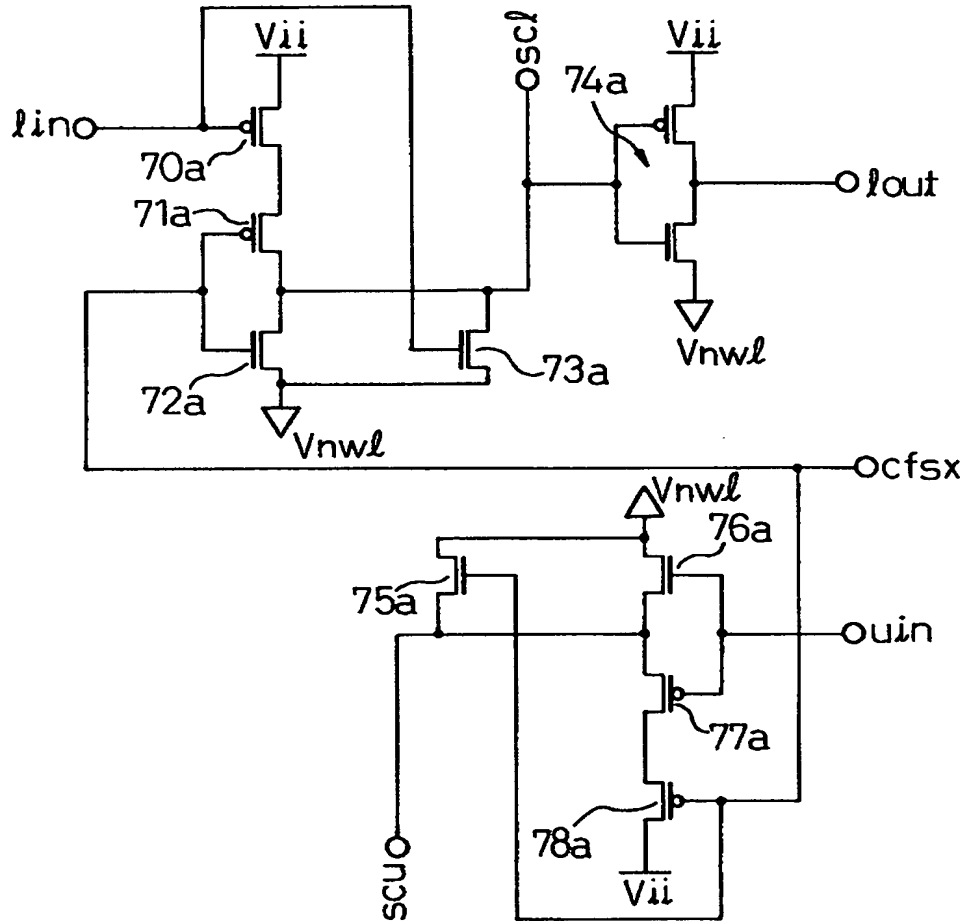 Vii
Vii
scl
74a
lin
70a
lout
71a
Vnwl
73a
72a
Vnwl
cfsx
Vnwl
76a
75a
uin
77a
78a
scu
Vii